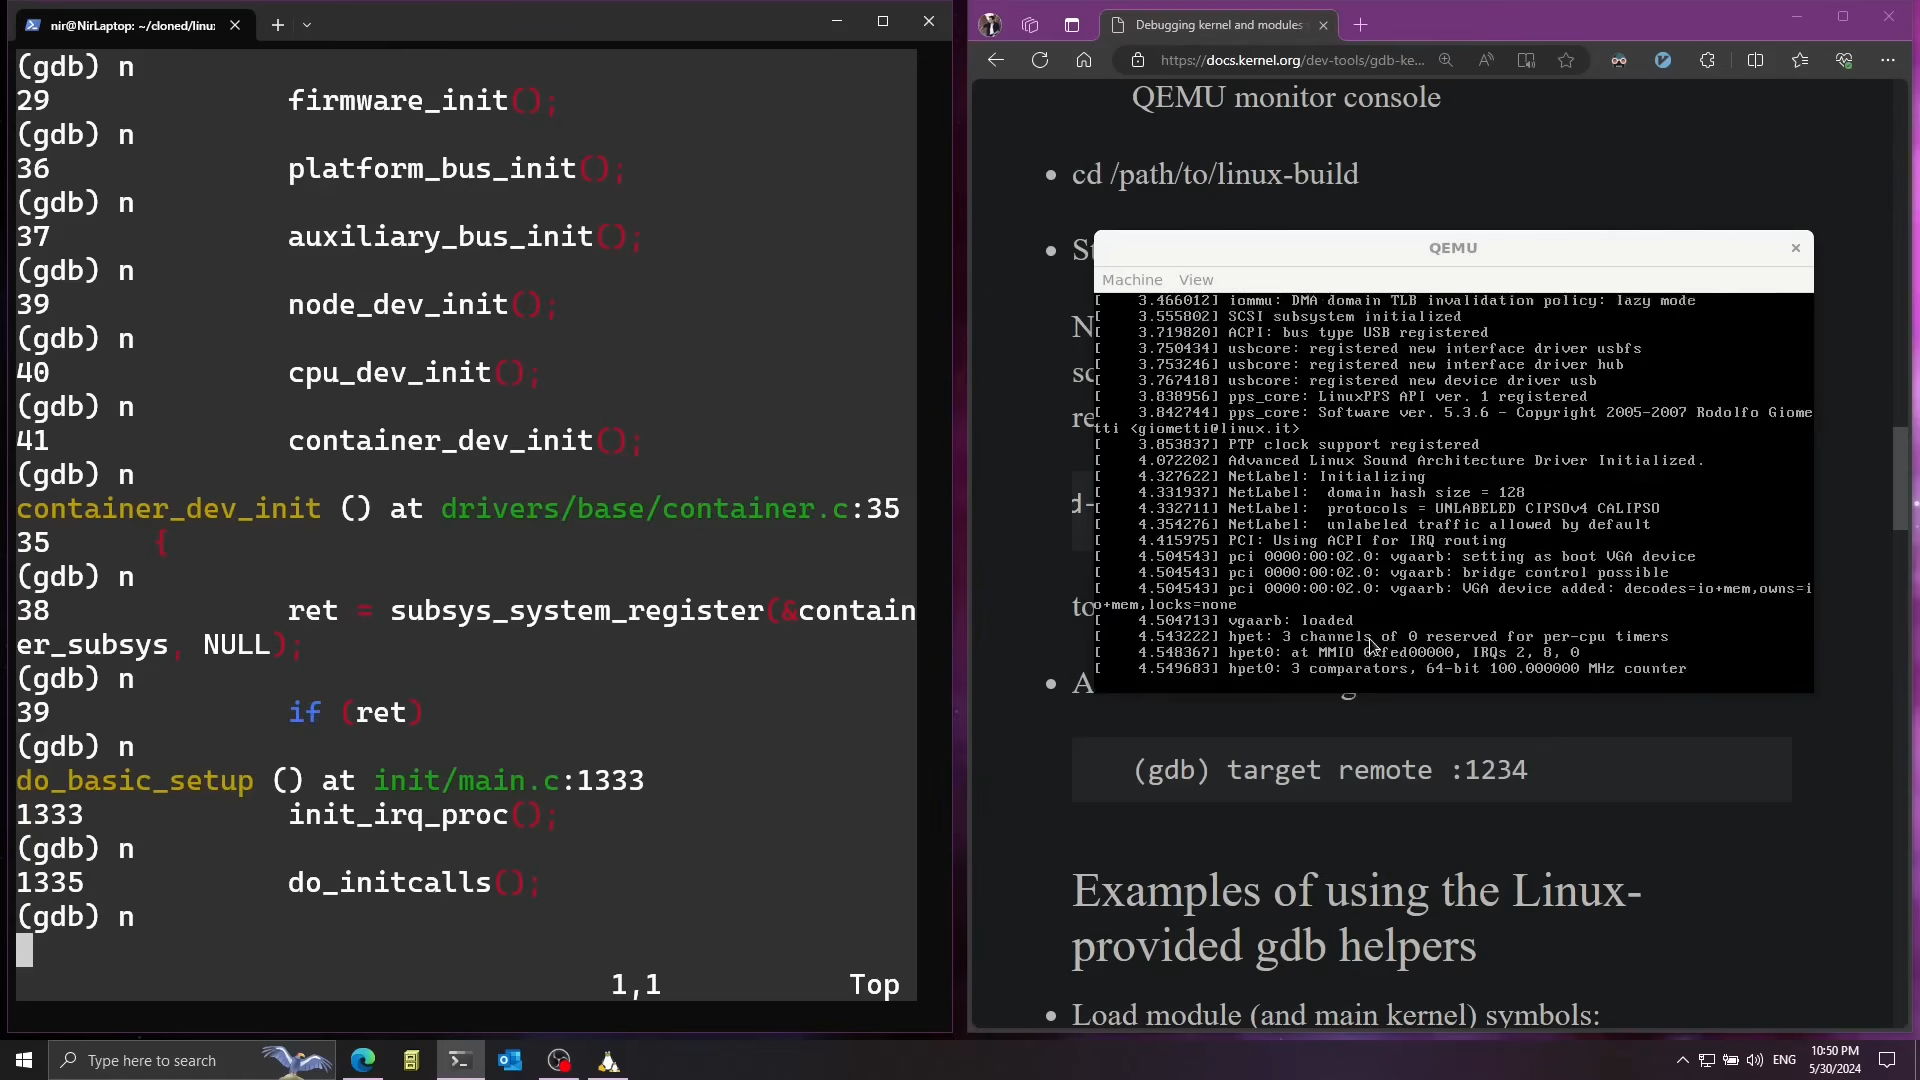 nir@NirLaptop: ~/cloned/linu
(gdb) n
29 firmware_init();
(gdb) n
36 platform_bus_init();
(gdb) n
37 auxiliary_bus_init();
(gdb) n
39 node_dev_init();
(gdb) n
40 cpu_dev_init();
(gdb) n
41 container_dev_init();
(gdb) n
container_dev_init () at drivers/base/container.c:35
35 {
(gdb) n
38 ret = subsys_system_register(&contain
er_subsys, NULL);
(gdb) n
39 if (ret)
(gdb) n
do_basic_setup () at init/main.c:1333
1333 init_irq_proc();
(gdb) n
1335 do_initcalls();
(gdb) n
1,1 Top
Debugging kernel and modules
https://docs.kernel.org/dev-tools/gdb-ke...
QEMU monitor console
cd /path/to/linux-build
St
N
sc
re
d-
to
A
g
QEMU
Machine View
[ 3.466012] iommu: DMA domain TLB invalidation policy: lazy mode
[ 3.555802] SCSI subsystem initialized
[ 3.719820] ACPI: bus type USB registered
[ 3.750434] usbcore: registered new interface driver usbfs
[ 3.753246] usbcore: registered new interface driver hub
[ 3.767418] usbcore: registered new device driver usb
[ 3.838956] pps_core: LinuxPPS API ver. 1 registered
[ 3.842744] pps_core: Software ver. 5.3.6 - Copyright 2005-2007 Rodolfo Giome
tti <giometti@linux.it>
[ 3.853837] PTP clock support registered
[ 4.072202] Advanced Linux Sound Architecture Driver Initialized.
[ 4.327622] NetLabel: Initializing
[ 4.331937] NetLabel:  domain hash size = 128
[ 4.332711] NetLabel:  protocols = UNLABELED CIPSOv4 CALIPSO
[ 4.354276] NetLabel:  unlabeled traffic allowed by default
[ 4.415975] PCI: Using ACPI for IRQ routing
[ 4.504543] pci 0000:00:02.0: vgaarb: setting as boot VGA device
[ 4.504543] pci 0000:00:02.0: vgaarb: bridge control possible
[ 4.504543] pci 0000:00:02.0: vgaarb: VGA device added: decodes=io+mem,owns=i
o+mem,locks=none
[ 4.504713] vgaarb: loaded
[ 4.543222] hpet: 3 channels of 0 reserved for per-cpu timers
[ 4.548367] hpet0: at MMIO 0xfed00000, IRQs 2, 8, 0
[ 4.549683] hpet0: 3 comparators, 64-bit 100.000000 MHz counter
(gdb) target remote :1234
Examples of using the Linux-
provided gdb helpers
Load module (and main kernel) symbols:
Type here to search
ENG
10:50 PM
5/30/2024